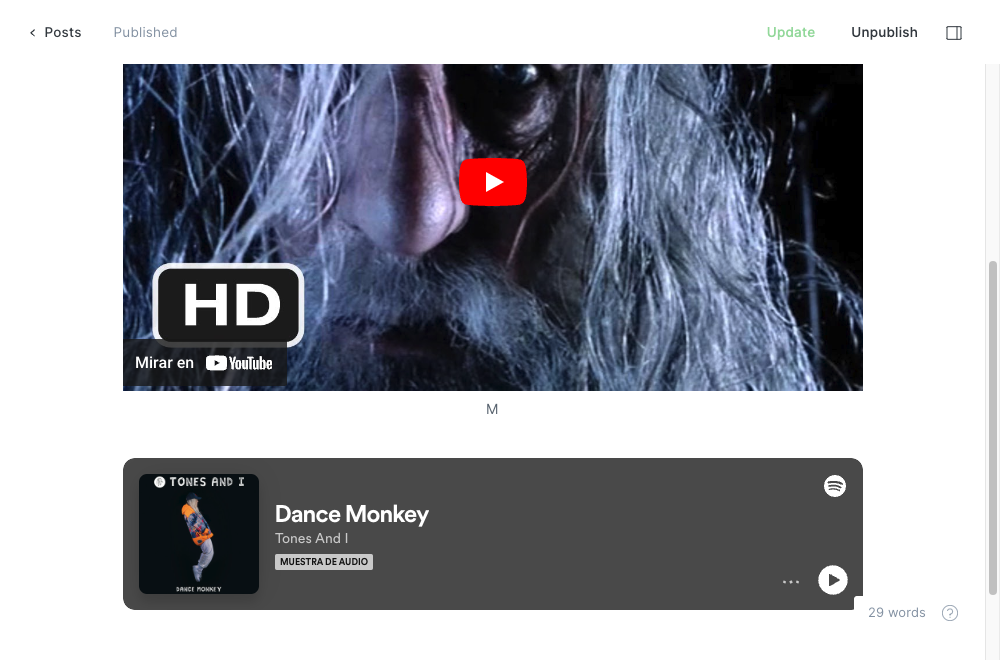 Posts
Published
Update
Unpublish
HD
Mirar en YouTube
M
TONES AND I
DANCE MONKEY
Dance Monkey
Tones And I
MUESTRA DE AUDIO
29 words